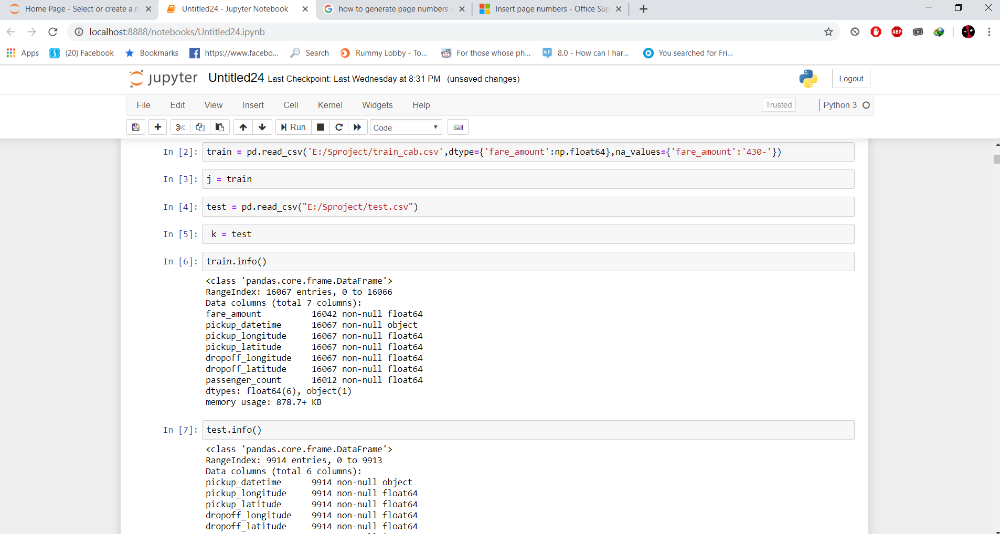 Home Page - Select or create a n
Untitled24 - Jupyter Notebook
how to generate page numbers i
Insert page numbers - Office Sup
localhost:8888/notebooks/Untitled24.ipynb
ABP
Apps
(20) Facebook
Bookmarks
https://www.facebo...
Search
Rummy Lobby - To...
For those whose ph...
WP
8.0 - How can I har...
You searched for Fri...
jupyter Untitled24 Last Checkpoint: Last Wednesday at 8:31 PM (unsaved changes)
Logout
File Edit View Insert Cell Kernel Widgets Help
Trusted
Python 3
Run
Code
In [2]: train = pd.read_csv('E:/Sproject/train_cab.csv',dtype={'fare_amount':np.float64},na_values={'fare_amount':'430-'})
In [3]: j = train
In [4]: test = pd.read_csv("E:/Sproject/test.csv")
In [5]: k = test
In [6]: train.info()
<class 'pandas.core.frame.DataFrame'>
RangeIndex: 16067 entries, 0 to 16066
Data columns (total 7 columns):
fare_amount 16042 non-null float64
pickup_datetime 16067 non-null object
pickup_longitude 16067 non-null float64
pickup_latitude 16067 non-null float64
dropoff_longitude 16067 non-null float64
dropoff_latitude 16067 non-null float64
passenger_count 16012 non-null float64
dtypes: float64(6), object(1)
memory usage: 878.7+ KB
In [7]: test.info()
<class 'pandas.core.frame.DataFrame'>
RangeIndex: 9914 entries, 0 to 9913
Data columns (total 6 columns):
pickup_datetime 9914 non-null object
pickup_longitude 9914 non-null float64
pickup_latitude 9914 non-null float64
dropoff_longitude 9914 non-null float64
dropoff_latitude 9914 non-null float64